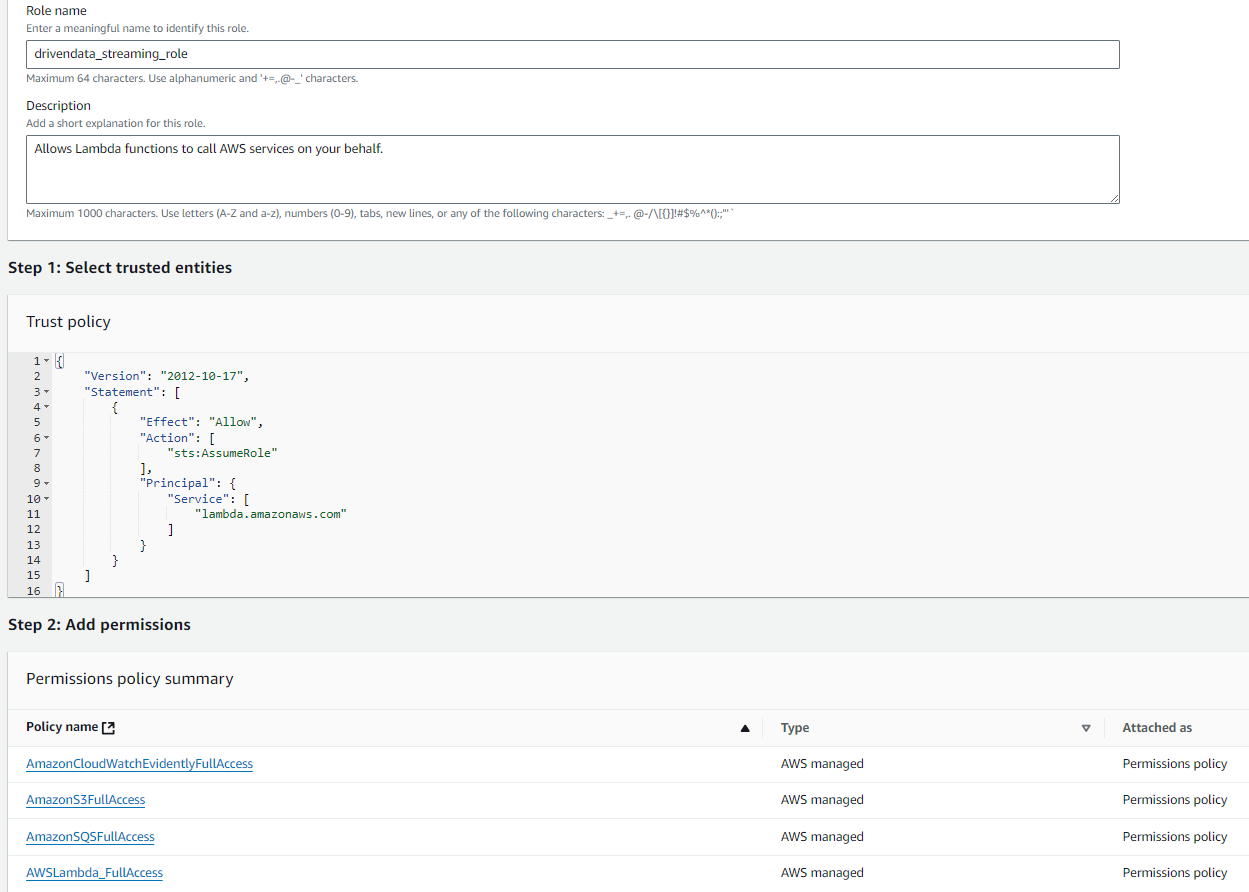 Role name
Enter a meaningful name to identify this role.
drivendata_streaming_role
Maximum 64 characters. Use alphanumeric and '+=,.@-_' characters.
Description
Add a short explanation for this role.
Allows Lambda functions to call AWS services on your behalf.
Maximum 1000 characters. Use letters (A-Z and a-z), numbers (0-9), tabs, new lines, or any of the following characters: _+=,. @-/\[{}]!#$%^*();:"'`
Step 1: Select trusted entities
Trust policy
1 {
2     "Version": "2012-10-17",
3     "Statement": [
4         {
5             "Effect": "Allow",
6             "Action": [
7                 "sts:AssumeRole"
8             ],
9             "Principal": {
10                 "Service": [
11                     "lambda.amazonaws.com"
12                 ]
13             }
14         }
15     ]
16 }
Step 2: Add permissions
Permissions policy summary
Policy name Type Attached as
AmazonCloudWatchEvidentlyFullAccess AWS managed Permissions policy
AmazonS3FullAccess AWS managed Permissions policy
AmazonSQSFullAccess AWS managed Permissions policy
AWSLambda_FullAccess AWS managed Permissions policy